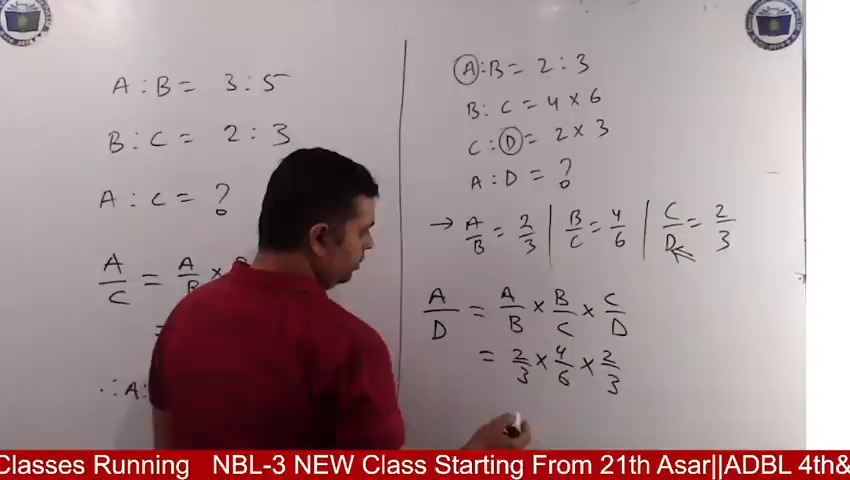 A : B = 3 : 5
B : C = 2 : 3
A : C = ?
A/C = A/B ×
=
∴ A :
A : B = 2 : 3
B : C = 4 × 6
C : D = 2 × 3
A : D = ?
→ A/B = 2/3 | B/C = 4/6 | C/D = 2/3
A/D = A/B × B/C × C/D
= 2/3 × 4/6 × 2/3
Classes Running NBL-3 NEW Class Starting From 21th Asar||ADBL 4th&